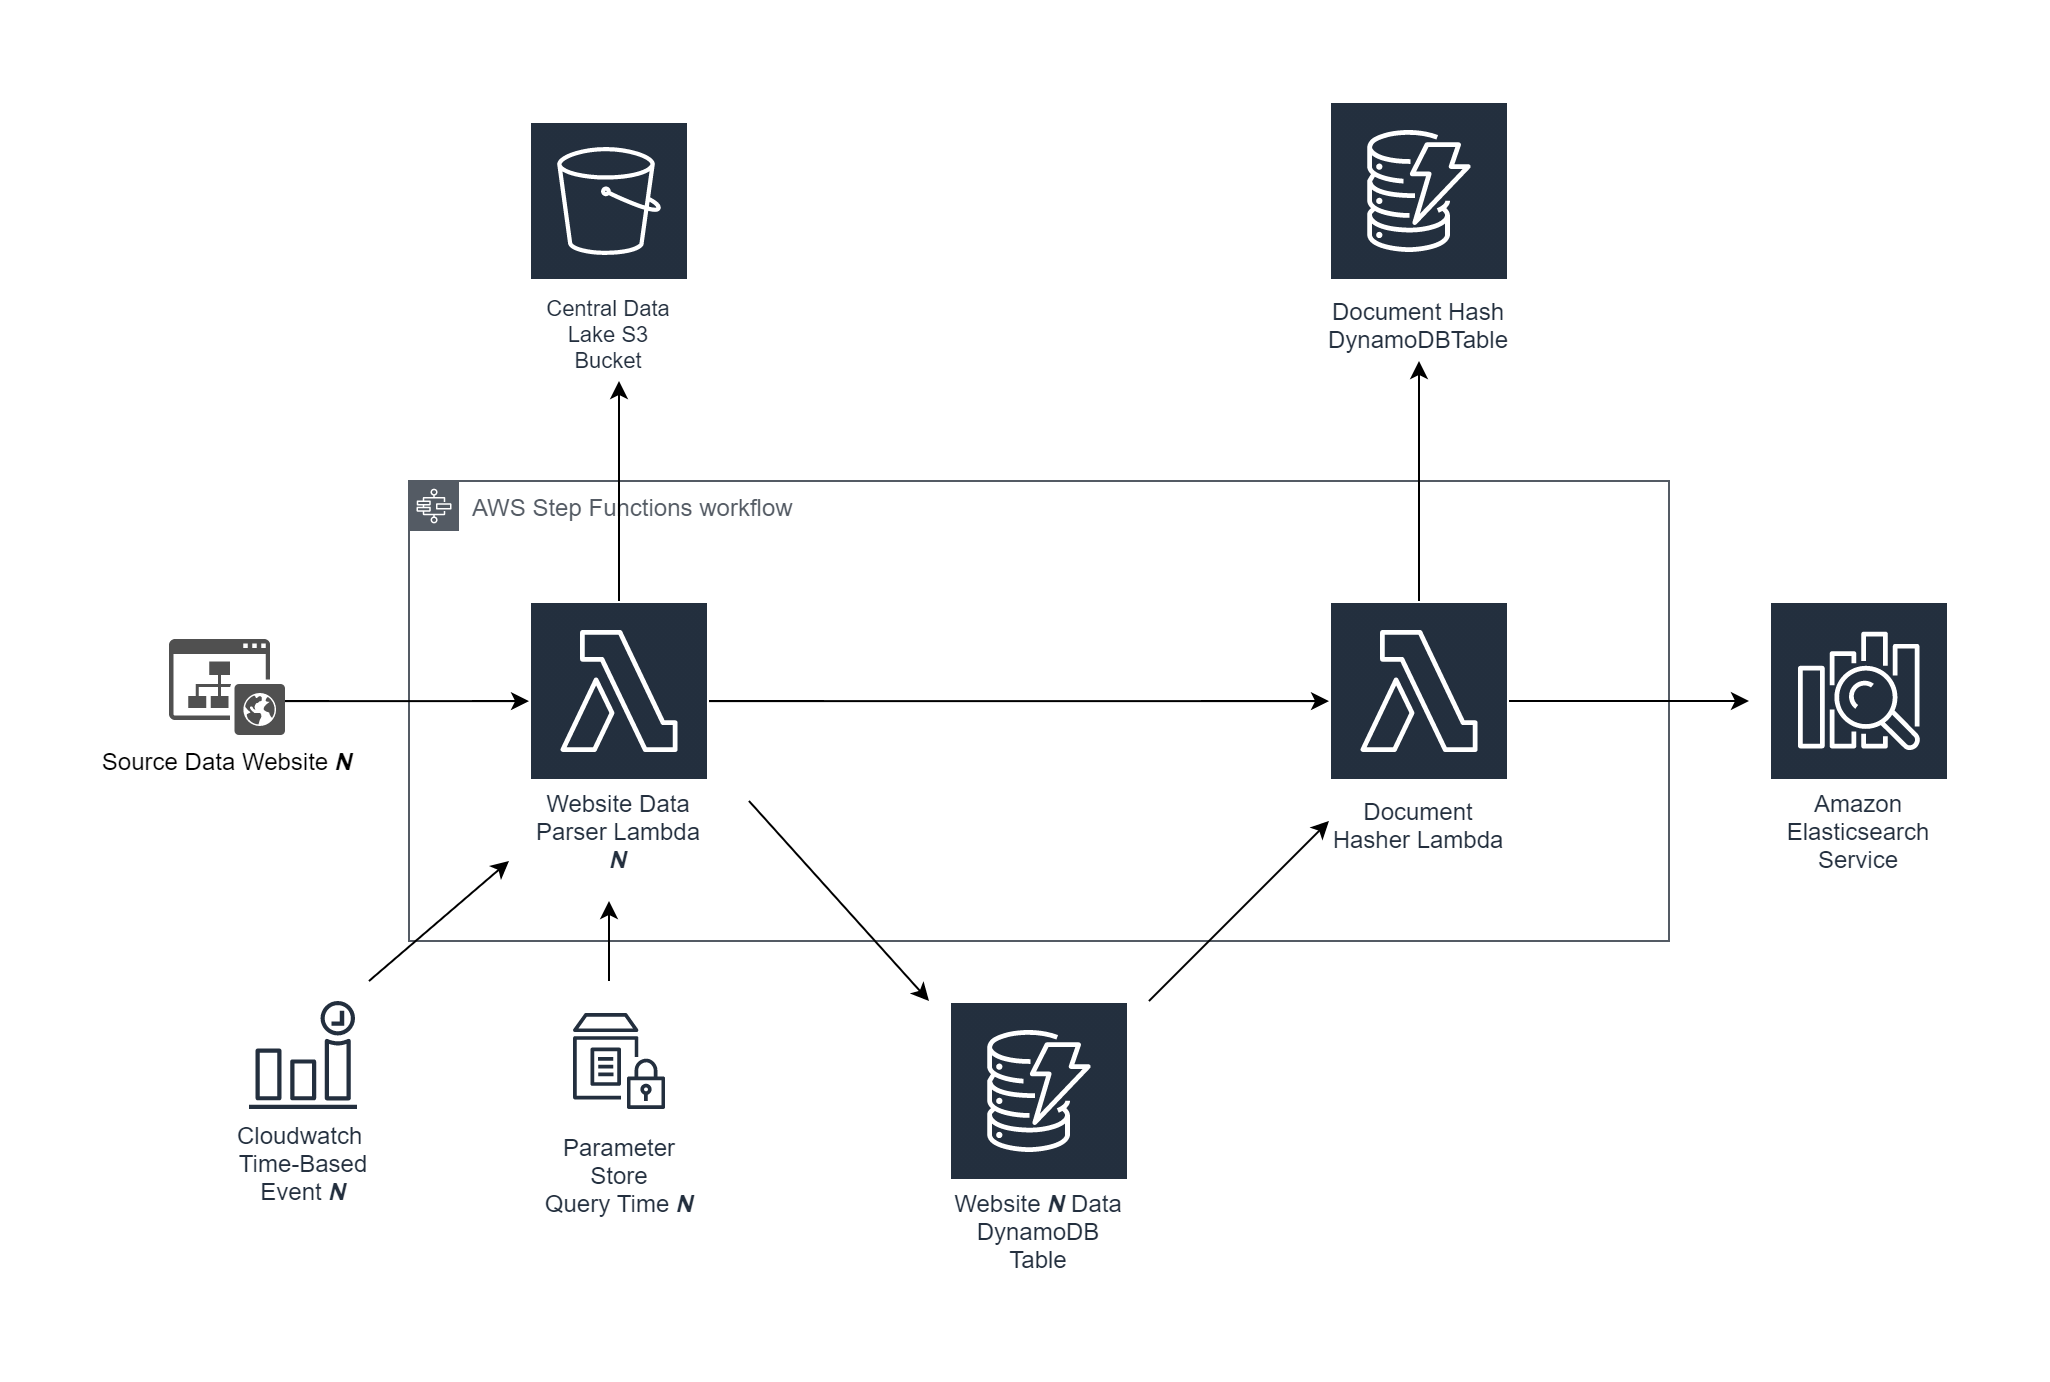 Central Data
Lake S3
Bucket
Document Hash
DynamoDBTable
AWS Step Functions workflow
Source Data Website N
Website Data
Parser Lambda
N
Document
Hasher Lambda
Amazon
Elasticsearch
Service
Cloudwatch
Time-Based
Event N
Parameter
Store
Query Time N
Website N Data
DynamoDB
Table